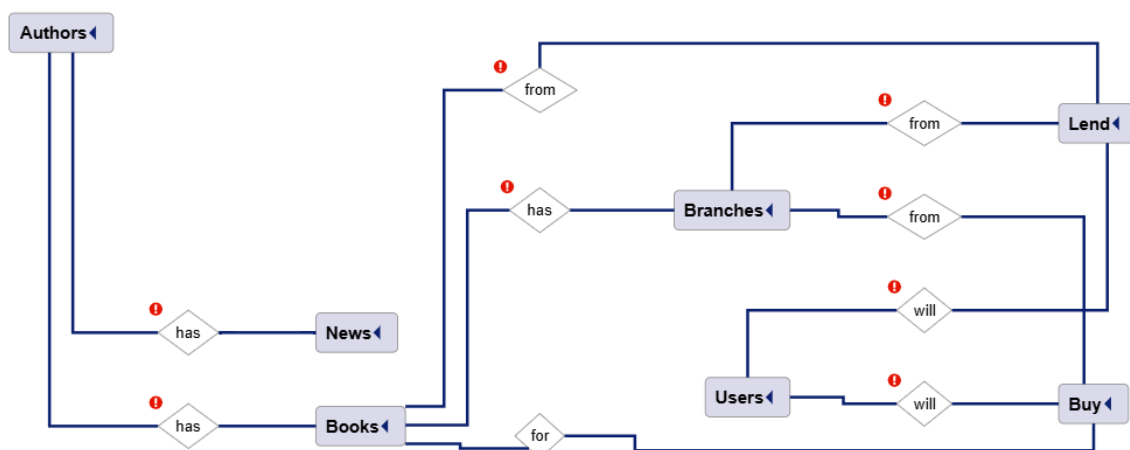 Authors
from
from
Lend
has
Branches
from
has
News
will
Users
will
Buy
has
Books
for